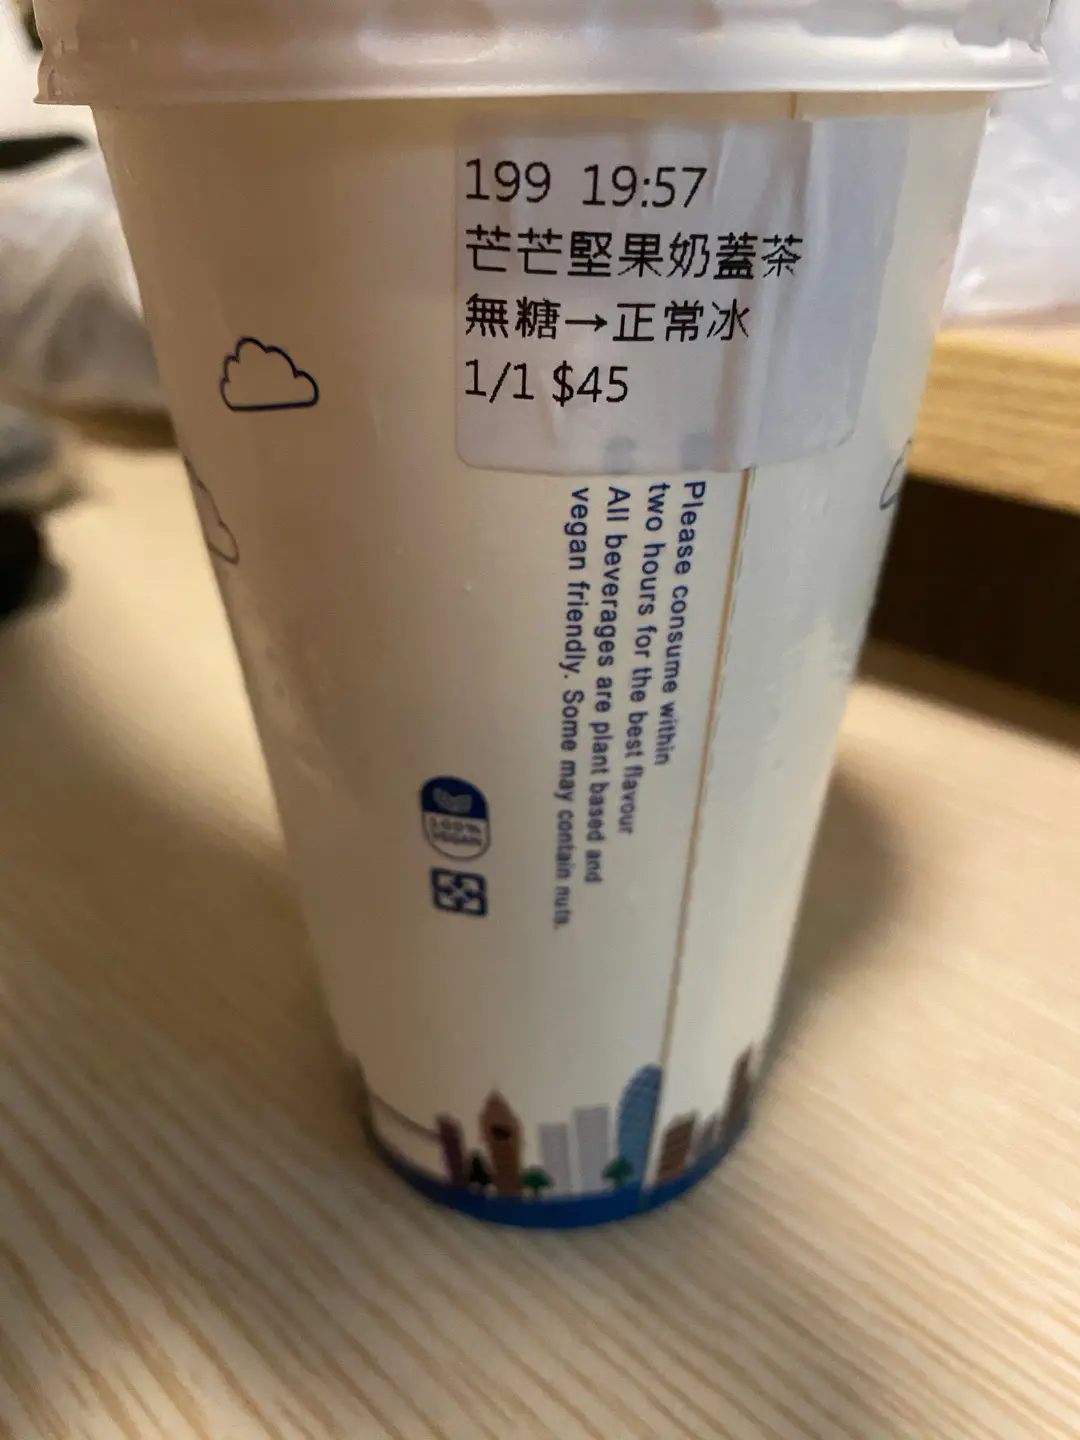 199 19:57
芒芒堅果奶蓋茶
無糖→正常冰
1/1 $45
Please consume within
two hours for the best flavour
All beverages are plant based and
vegan friendly. Some may contain nuts.
100%
VEGAN